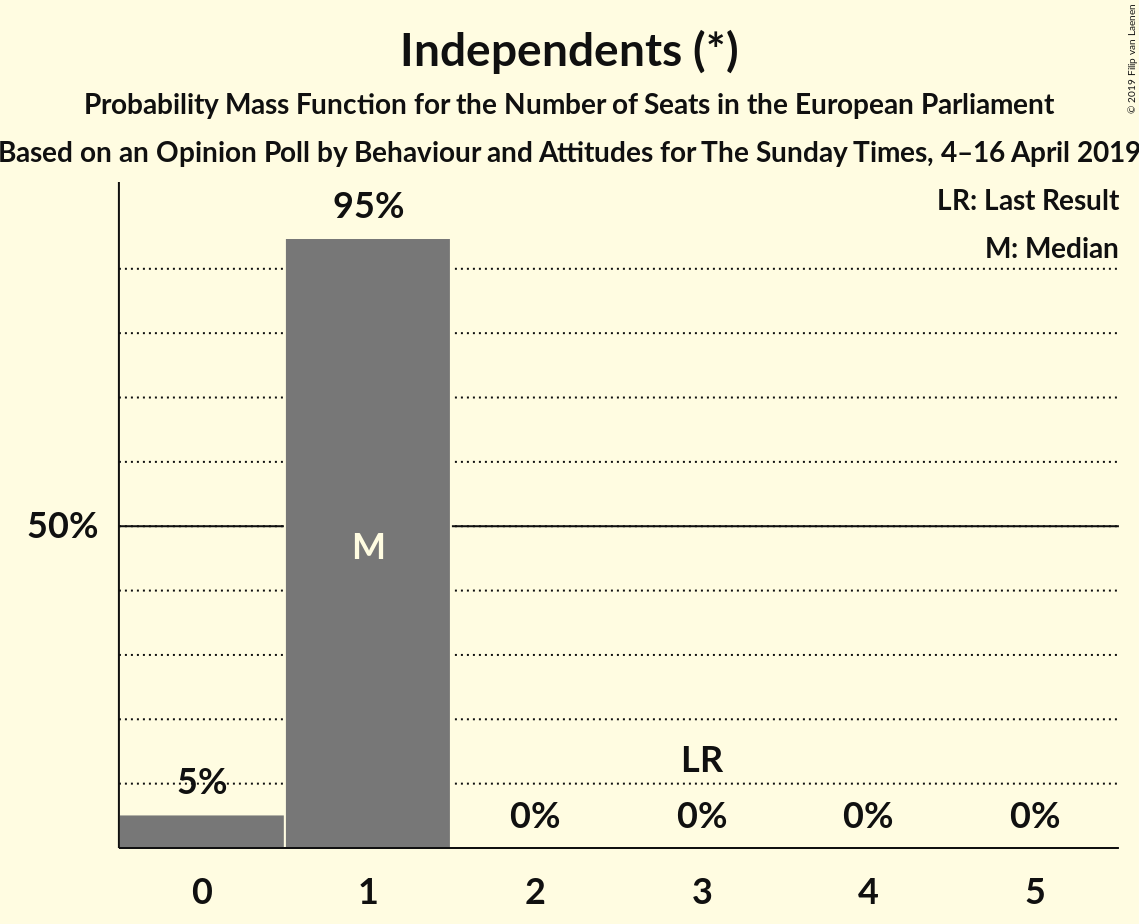 Independents (*)
Probability Mass Function for the Number of Seats in the European Parliament
Based on an Opinion Poll by Behaviour and Attitudes for The Sunday Times, 4–16 April 2019
© 2019 Filip van Laenen
LR: Last Result
M: Median
95%
50%
M
LR
5%
0%
0%
0%
0%
0
1
2
3
4
5